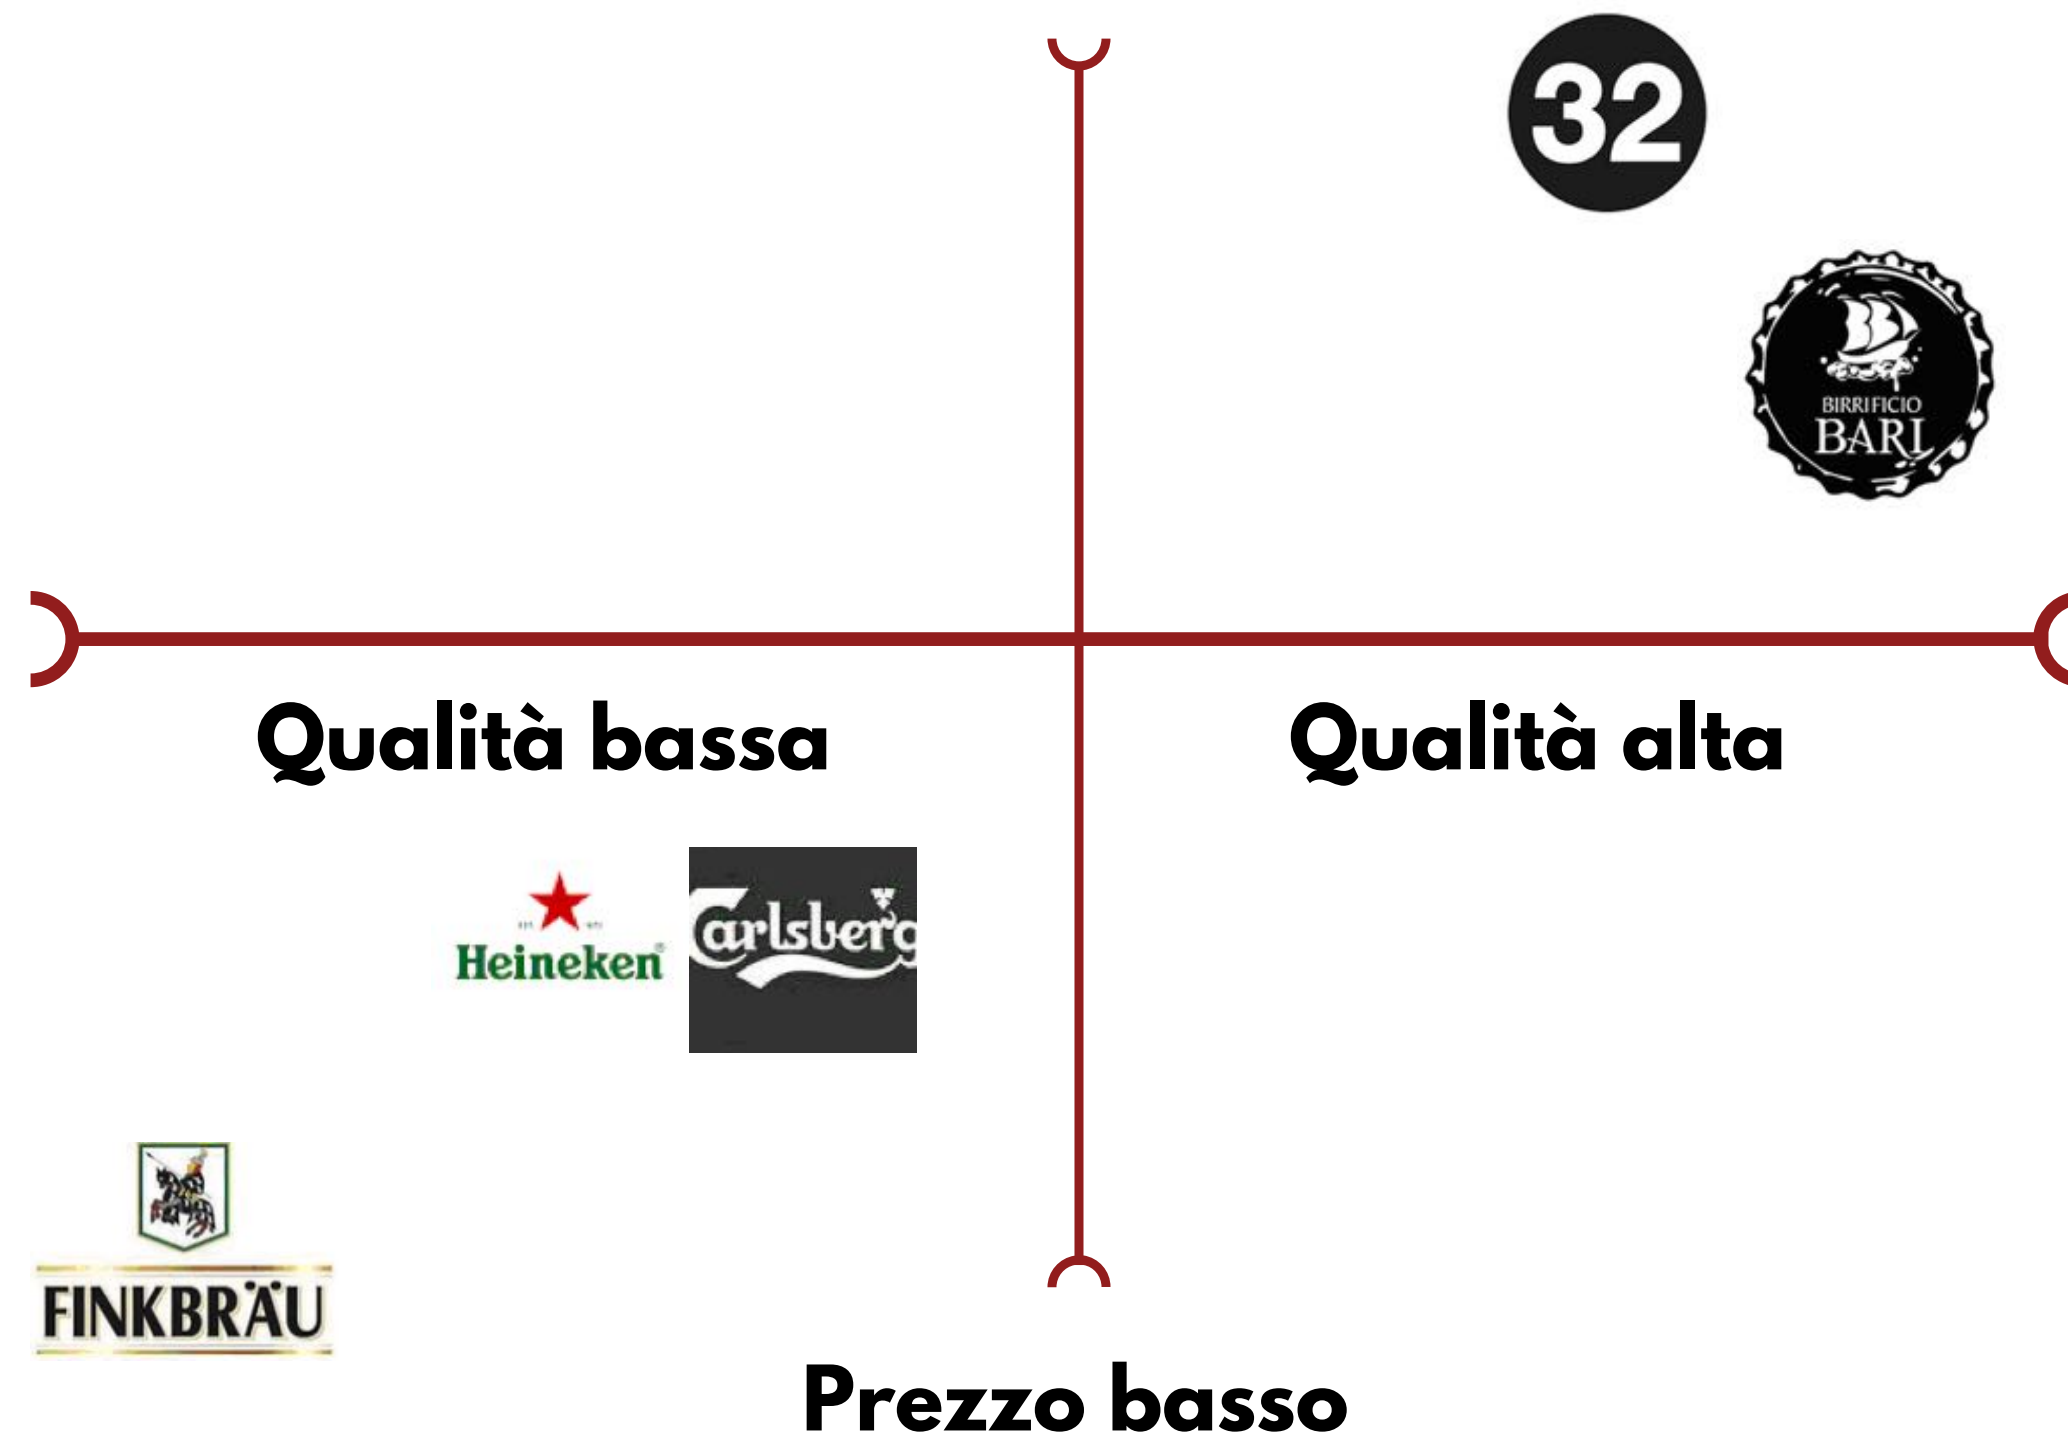 32
BIRRIFICIO
BARI
Qualità bassa
Qualità alta
Heineken
Carlsberg
FINKBRÄU
Prezzo basso